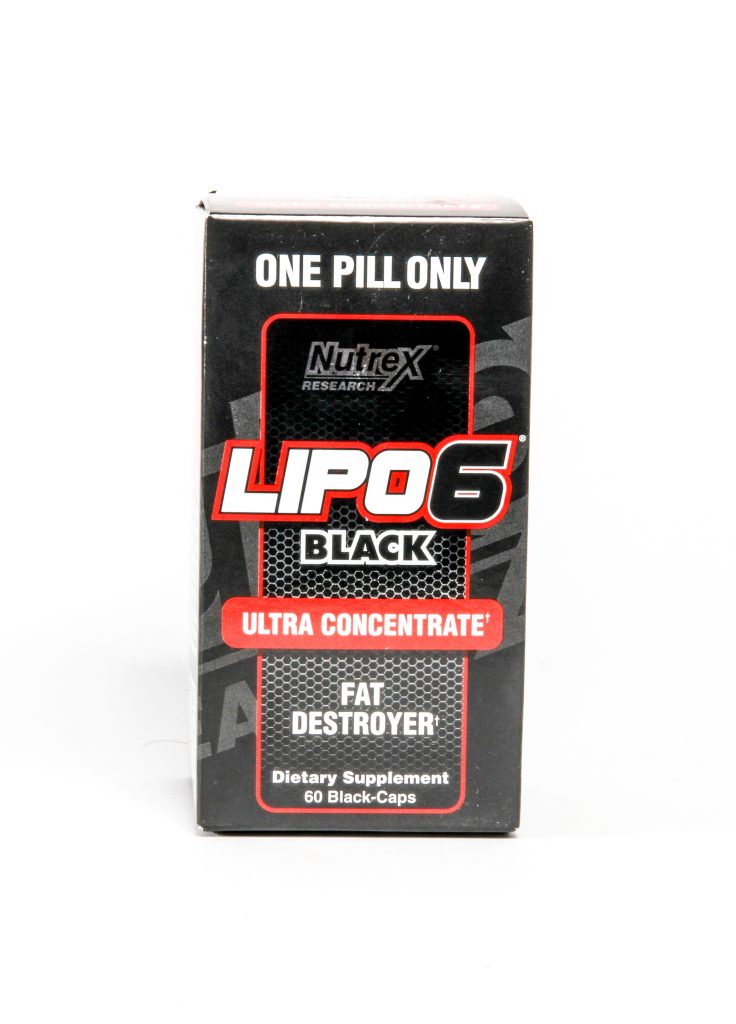 ONE PILL ONLY
Nutrex®
RESEARCH
LIPO6®
BLACK
ULTRA CONCENTRATE†
FAT
DESTROYER†
Dietary Supplement
60 Black-Caps